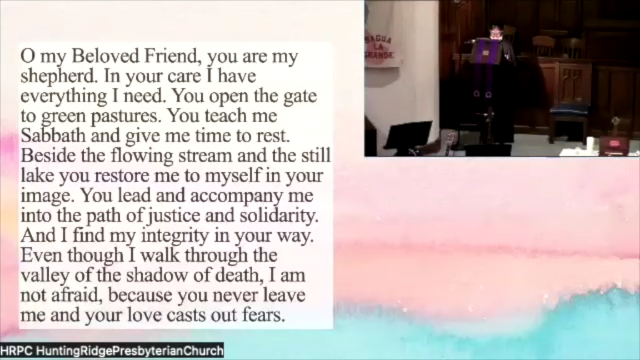 O my Beloved Friend, you are my
shepherd. In your care I have
everything I need. You open the gate
to green pastures. You teach me
Sabbath and give me time to rest.
Beside the flowing stream and the still
lake you restore me to myself in your
image. You lead and accompany me
into the path of justice and solidarity.
And I find my integrity in your way.
Even though I walk through the
valley of the shadow of death, I am
not afraid, because you never leave
me and your love casts out fears.
AGUA
LA
GRANDE
HRPC HuntingRidgePresbyterianChurch